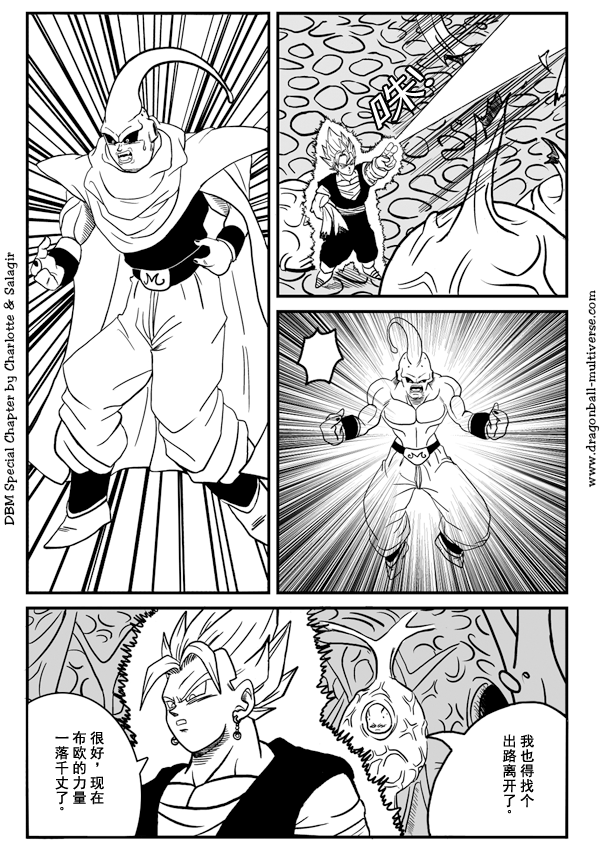 咻!
我也得找个
出路离开了。
很好，现在
布欧的力量
一落千丈了。
DBM Special Chapter by Charlotte & Salagir
www.dragonball-multiverse.com
M
M